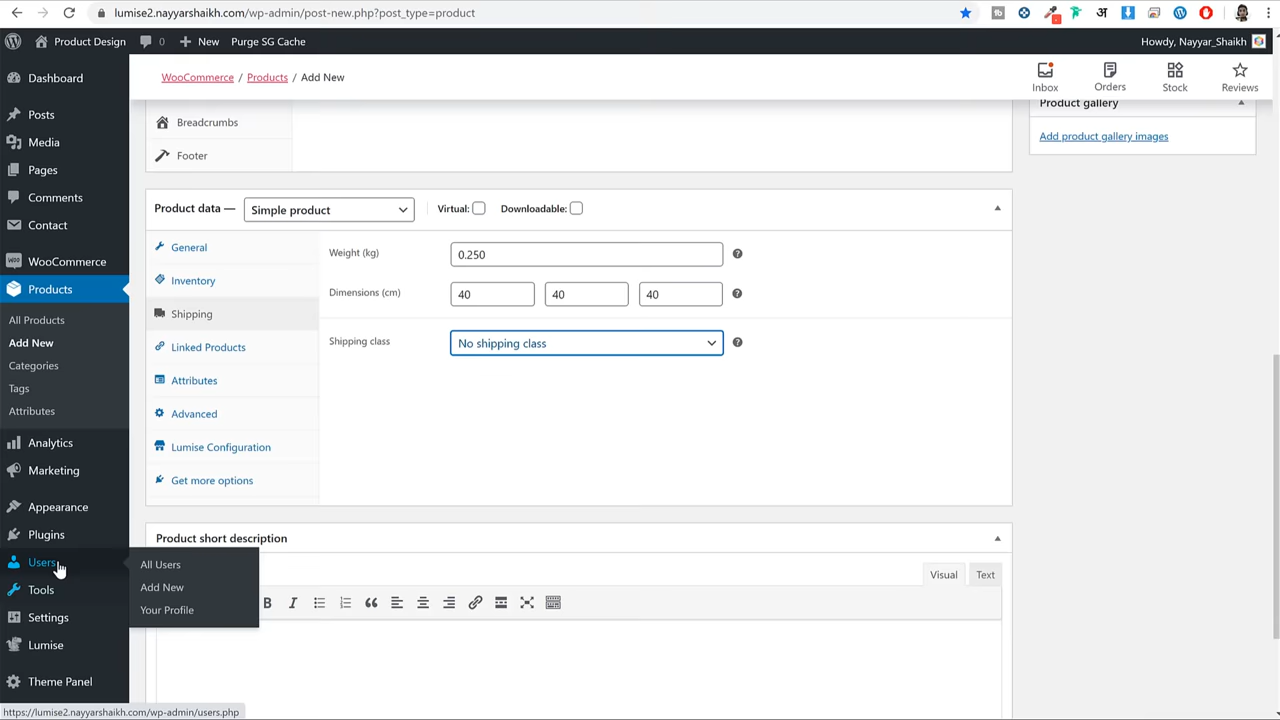 lumise2.nayyarshaikh.com/wp-admin/post-new.php?post_type=product
Product Design
0
New
Purge SG Cache
Howdy, Nayyar_Shaikh
WooCommerce / Products / Add New
Inbox
Orders
Stock
Reviews
Dashboard
Posts
Media
Pages
Comments
Contact
WooCommerce
Products
All Products
Add New
Categories
Tags
Attributes
Analytics
Marketing
Appearance
Plugins
Users
Tools
Settings
Lumise
Theme Panel
All Users
Add New
Your Profile
Breadcrumbs
Footer
Product gallery
Add product gallery images
Product data — Simple product
Virtual:
Downloadable:
General
Inventory
Shipping
Linked Products
Attributes
Advanced
Lumise Configuration
Get more options
Weight (kg) 0.250
Dimensions (cm) 40 40 40
Shipping class No shipping class
Product short description
Visual Text
https://lumise2.nayyarshaikh.com/wp-admin/users.php